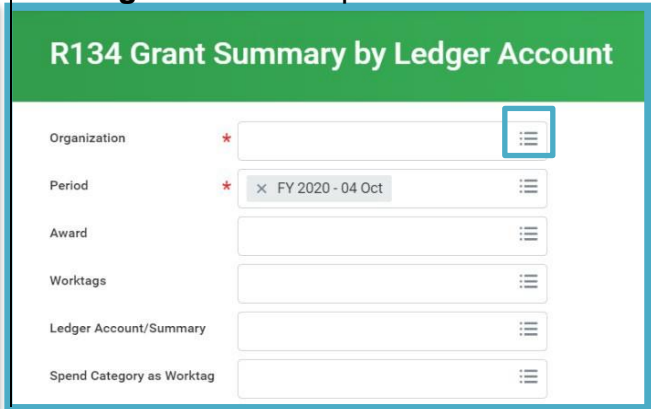 R134 Grant Summary by Ledger Account
Organization *
Period * × FY 2020 - 04 Oct
Award
Worktags
Ledger Account/Summary
Spend Category as Worktag